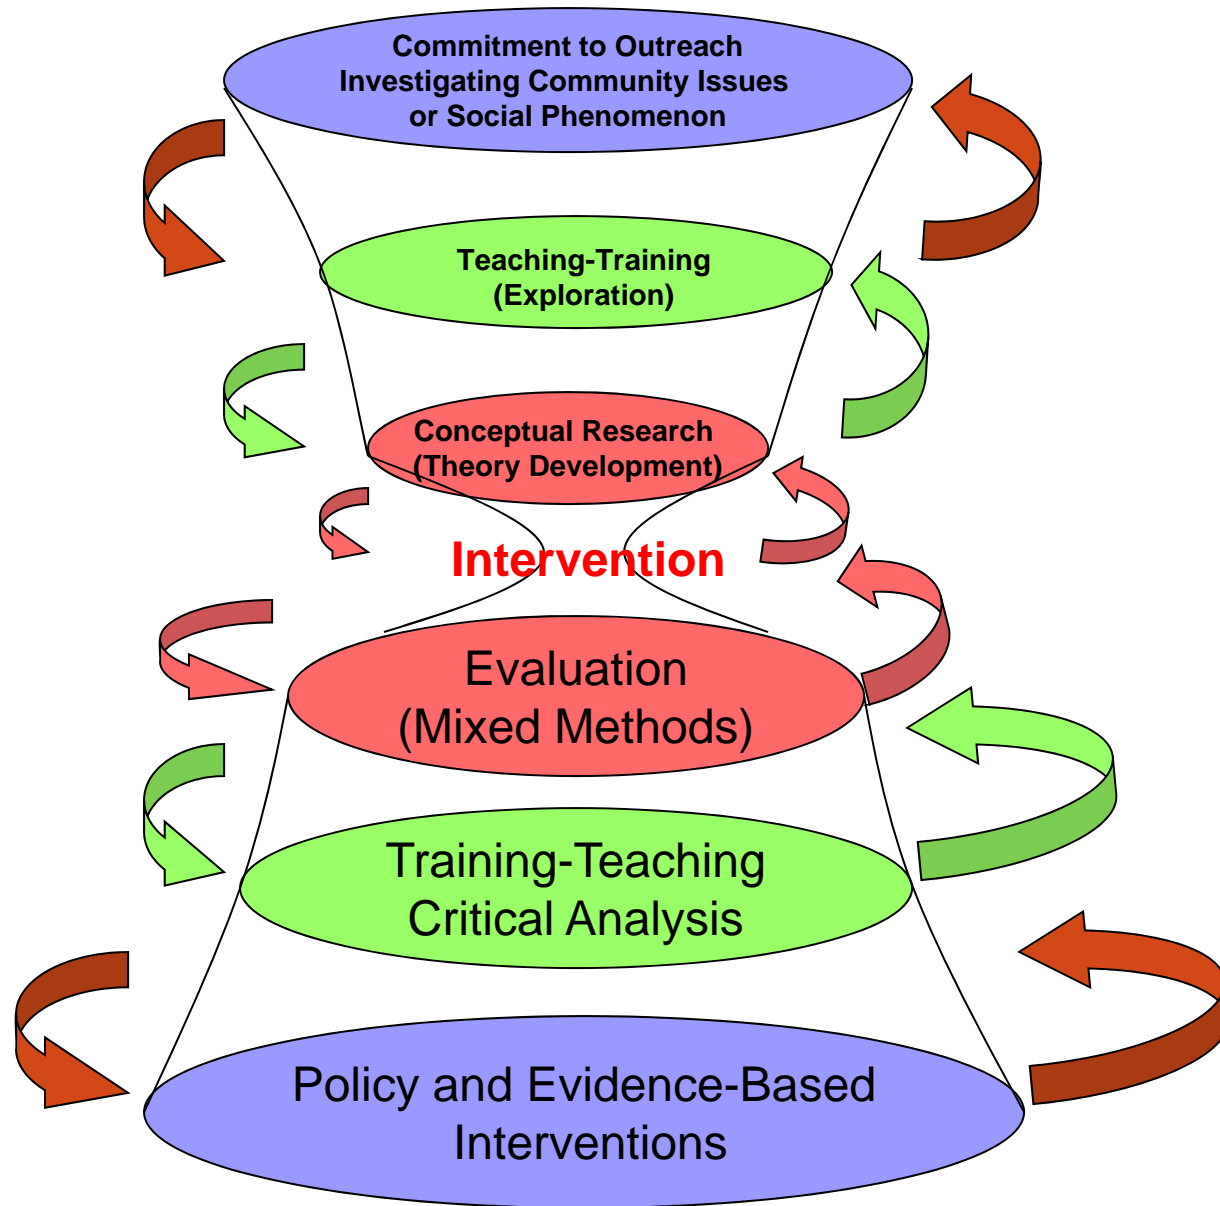 Commitment to Outreach
Investigating Community Issues
or Social Phenomenon
Teaching-Training
(Exploration)
Conceptual Research
(Theory Development)
Intervention
Evaluation
(Mixed Methods)
Training-Teaching
Critical Analysis
Policy and Evidence-Based
Interventions